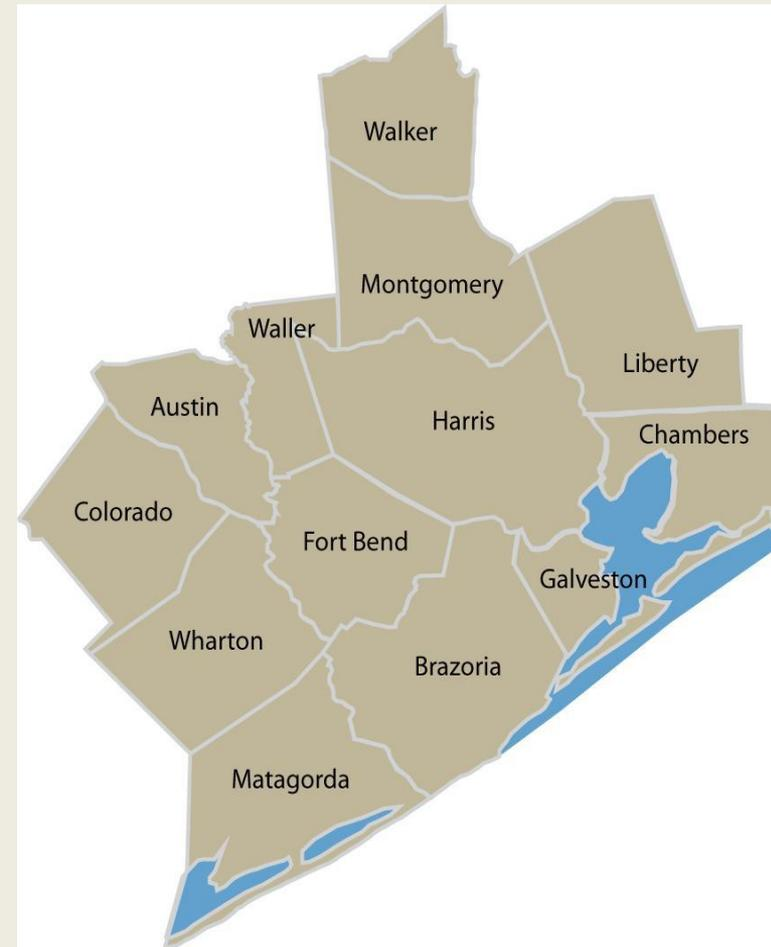 Walker
Montgomery
Waller
Liberty
Austin
Harris
Chambers
Colorado
Fort Bend
Galveston
Wharton
Brazoria
Matagorda